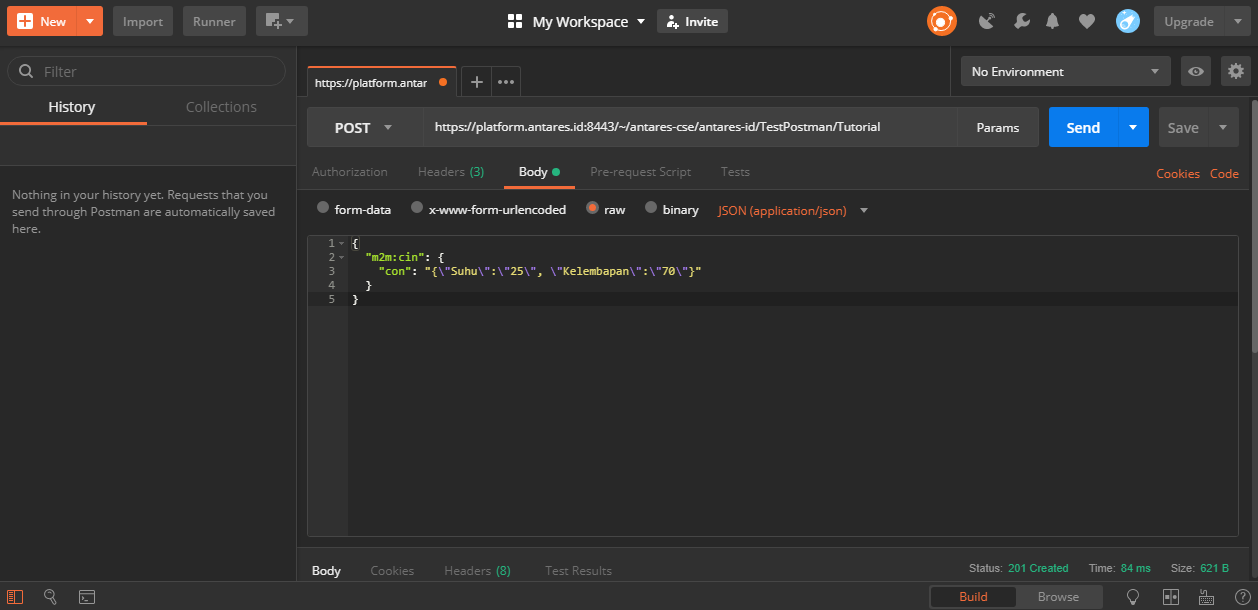 New Import Runner My Workspace Invite Upgrade
Filter
History Collections
Nothing in your history yet. Requests that you
send through Postman are automatically saved
here.
https://platform.antar
No Environment
POST https://platform.antares.id:8443/~/antares-cse/antares-id/TestPostman/Tutorial Params Send Save
Authorization Headers (3) Body Pre-request Script Tests Cookies Code
form-data x-www-form-urlencoded raw binary JSON (application/json)
1 {
2 "m2m:cin": {
3 "con": "{\"Suhu\":\"25\", \"Kelembapan\":\"70\"}"
4 }
5 }
Body Cookies Headers (8) Test Results Status: 201 Created Time: 84 ms Size: 621 B
Build Browse